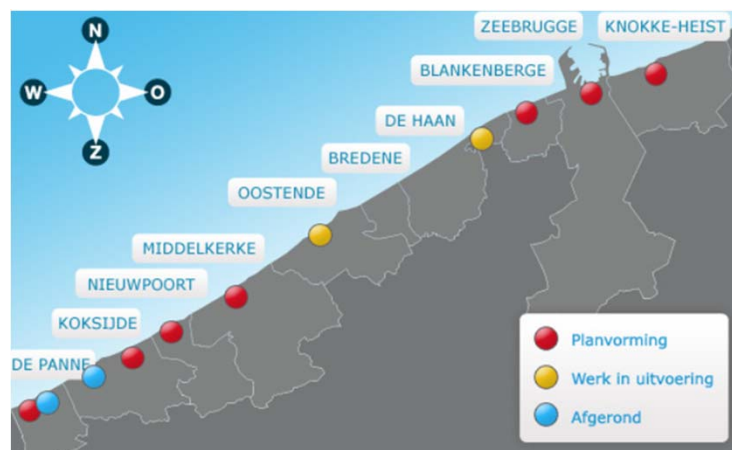 ZEEBRUGGE
KNOKKE-HEIST
BLANKENBERGE
DE HAAN
BREDENE
OOSTENDE
MIDDELKERKE
NIEUWPOORT
KOKSIJDE
DE PANNE
N
W
O
Z
Planvorming
Werk in uitvoering
Afgerond